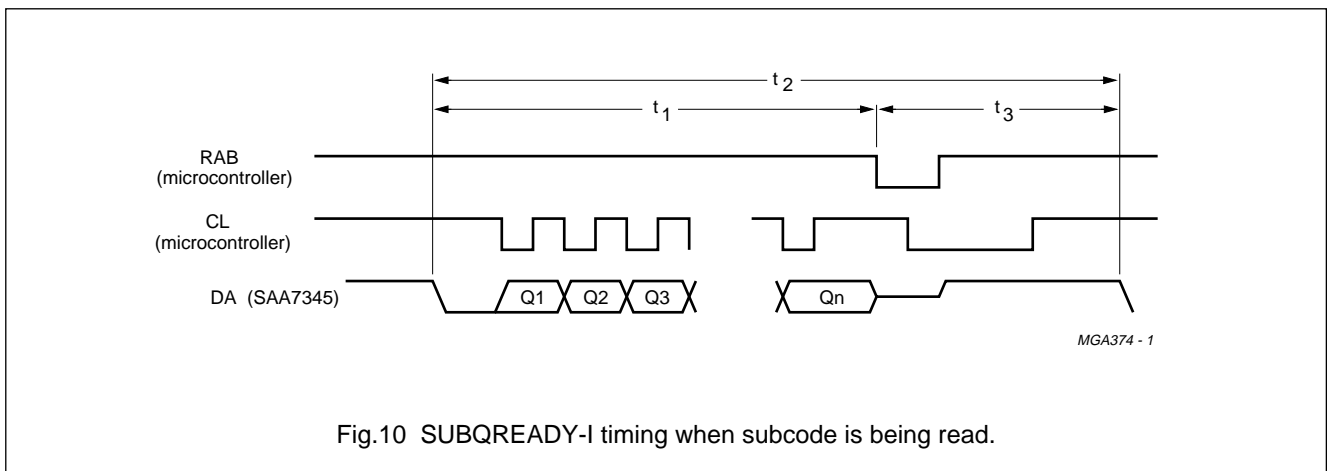 t2
t1
t3
RAB
(microcontroller)
CL
(microcontroller)
DA (SAA7345)
Q1
Q2
Q3
Qn
MGA374 - 1
Fig.10 SUBQREADY-I timing when subcode is being read.